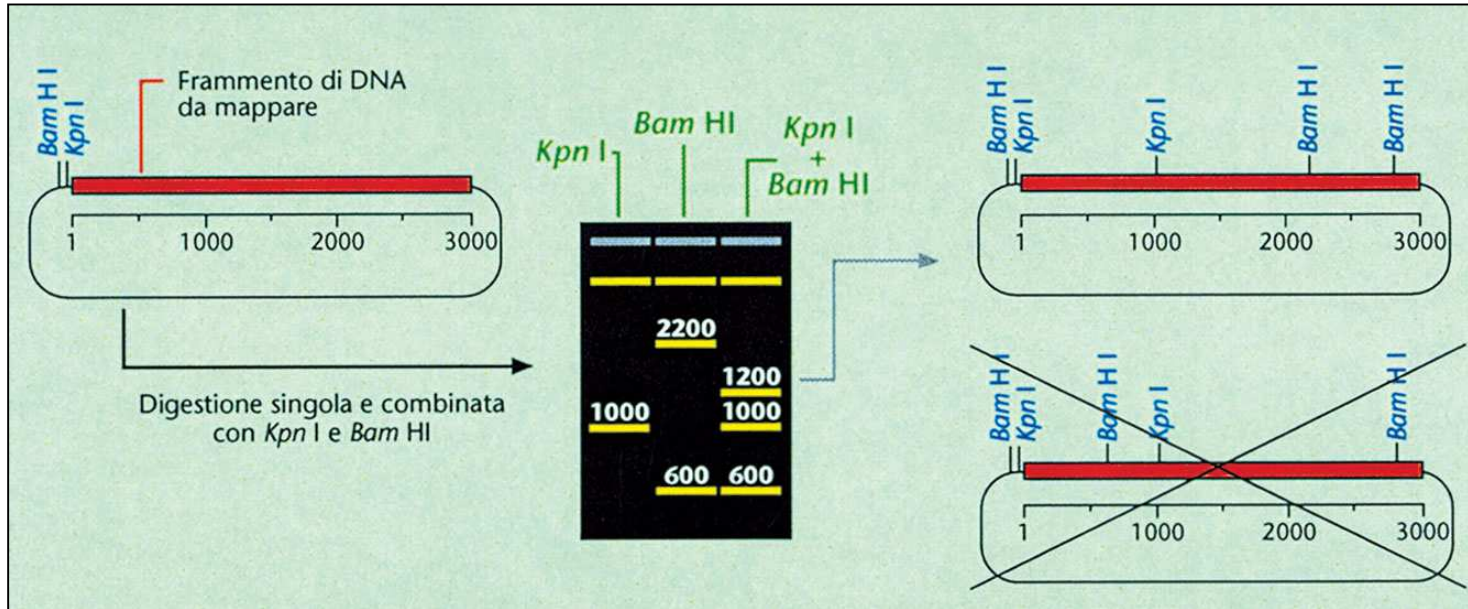 Bam H I
Kpn I
Frammento di DNA
da mappare
1 1000 2000 3000
Digestione singola e combinata
con Kpn I e Bam HI
Kpn I
Bam HI
Kpn I
+
Bam HI
2200
1200
1000 1000
600 600
Bam H I
Kpn I
Kpn I
Bam H I
Bam H I
1 1000 2000 3000
Bam H I
Kpn I
Bam H I
Kpn I
Bam H I
1 1000 2000 3000